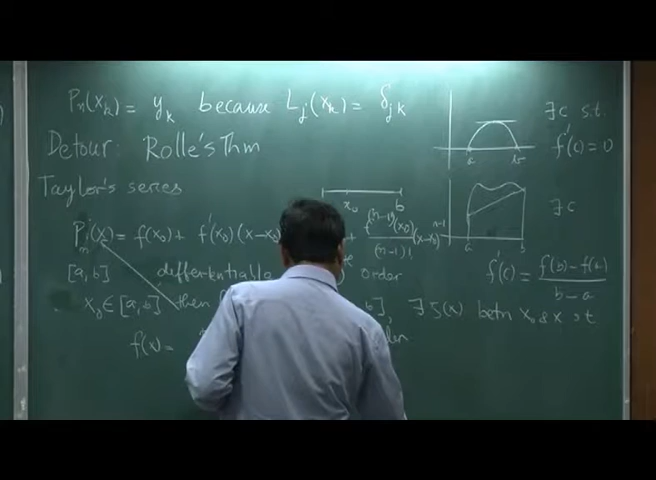 Pₙ(xₖ) = yₖ because Lⱼ(xₖ) = δⱼₖ
Detour: Rolle's Thm
∃ c s.t.
f'(c) = 0
a b
Taylor's series
x₀ b
∃ c
a b
Pₙ(x) = f(x₀) + f'(x₀)(x-x₀ + f⁽ⁿ⁻¹⁾(x₀)/(n-1)! (x-x₀)ⁿ⁻¹
f'(c) = (f(b) - f(a))/(b - a)
[a,b] differentiable order
x₀ ∈ [a,b] then b], ∃ ζ(x) betn x₀ & x s.t
f(x) =